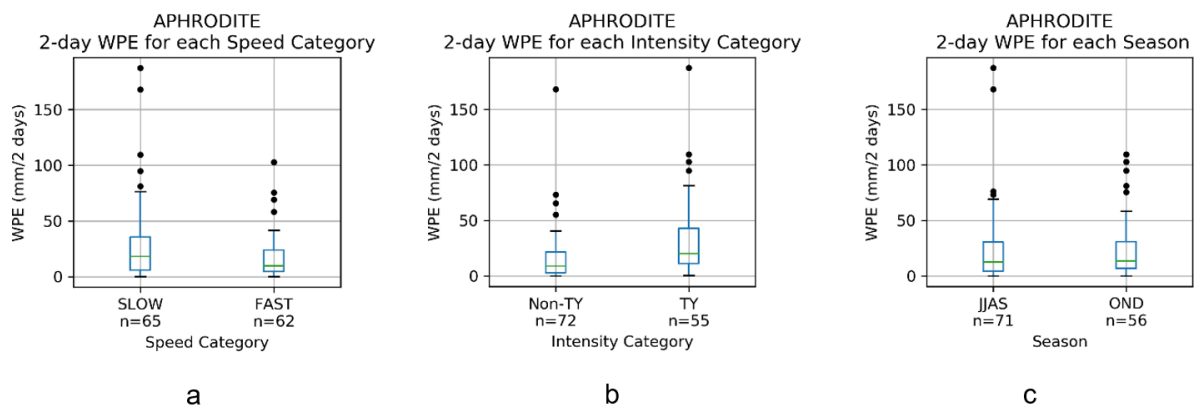 APHRODITE
2-day WPE for each Speed Category
WPE (mm/2 days)
150
100
50
0
SLOW
n=65
FAST
n=62
Speed Category
a
APHRODITE
2-day WPE for each Intensity Category
WPE (mm/2 days)
150
100
50
0
Non-TY
n=72
TY
n=55
Intensity Category
b
APHRODITE
2-day WPE for each Season
WPE (mm/2 days)
150
100
50
0
JJAS
n=71
OND
n=56
Season
c